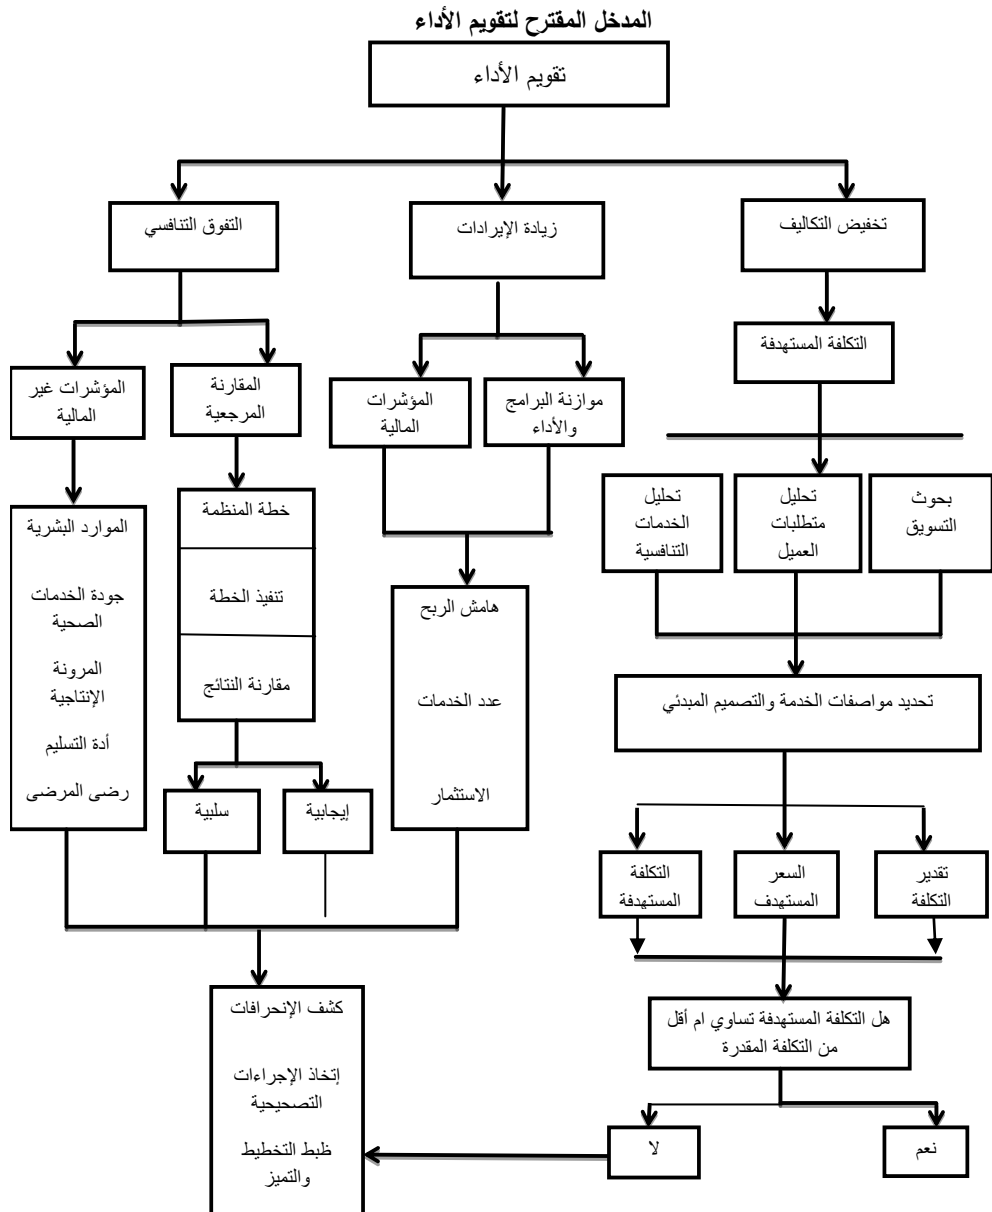 المدخل المقترح لتقويم الأداء
تقويم الأداء
تخفيض التكاليف
زيادة الإيرادات
التفوق التنافسي
التكلفة المستهدفة
موازنة البرامج
والأداء
المؤشرات
المالية
المقارنة
المرجعية
المؤشرات غير
المالية
بحوث
التسويق
تحليل
متطلبات
العميل
تحليل
الخدمات
التنافسية
هامش الربح
عدد الخدمات
الاستثمار
خطة المنظمة
تنفيذ الخطة
مقارنة النتائج
الموارد البشرية
جودة الخدمات
الصحية
المرونة
الإنتاجية
أدة التسليم
رضى المرضى
تحديد مواصفات الخدمة والتصميم المبدئي
إيجابية
سلبية
تقدير
التكلفة
السعر
المستهدف
التكلفة
المستهدفة
هل التكلفة المستهدفة تساوي ام أقل
من التكلفة المقدرة
نعم
لا
كشف الإنحرافات
إتخاذ الإجراءات
التصحيحية
ظبط التخطيط
والتميز